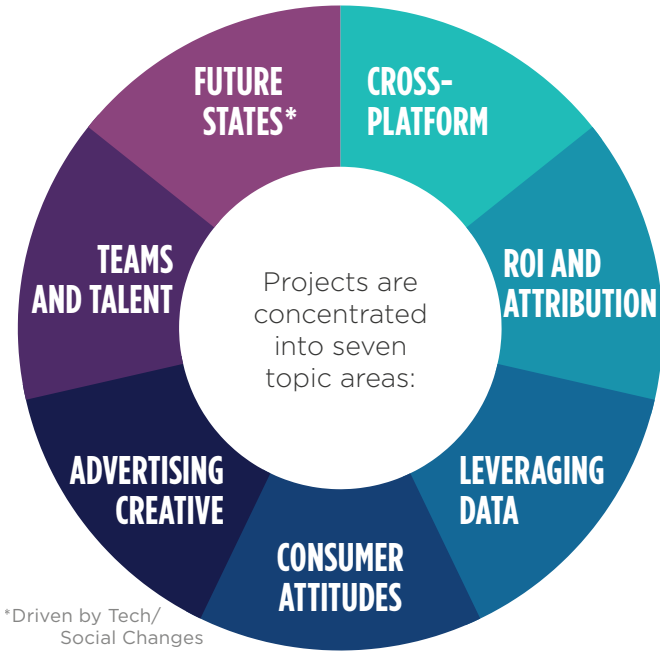 Projects are
concentrated
into seven
topic areas:
CROSS-
PLATFORM
ROI AND
ATTRIBUTION
LEVERAGING
DATA
CONSUMER
ATTITUDES
ADVERTISING
CREATIVE
TEAMS
AND TALENT
FUTURE
STATES*
*Driven by Tech/
Social Changes